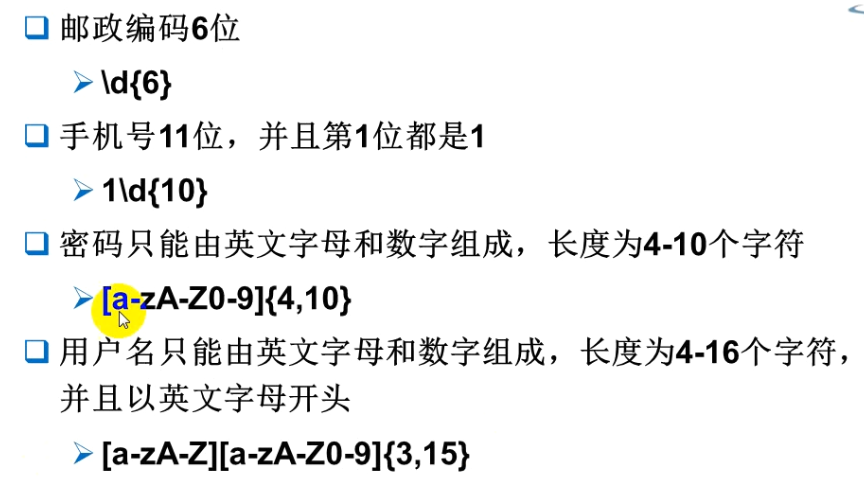 邮政编码6位
\d{6}
手机号11位，并且第1位都是1
1\d{10}
密码只能由英文字母和数字组成，长度为4-10个字符
[a-zA-Z0-9]{4,10}
用户名只能由英文字母和数字组成，长度为4-16个字符，
并且以英文字母开头
[a-zA-Z][a-zA-Z0-9]{3,15}